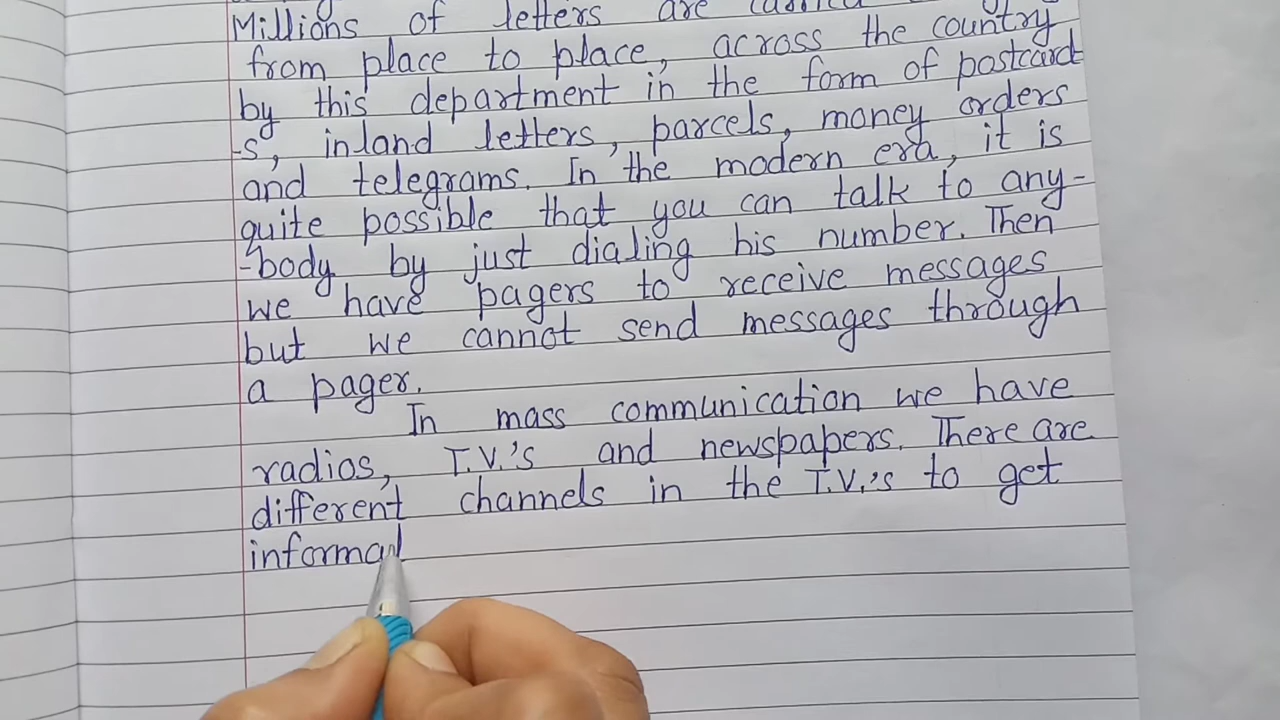 Millions of letters are
from place to place, across the country
by this department in the form of postcard
-s, inland letters, parcels, money orders
and telegrams. In the modern era, it is
quite possible that you can talk to any-
-body by just dialing his number. Then
we have pagers to receive messages
but we cannot send messages through
a pager.
In mass communication we have
radios, T.V.'s and newspapers. There are
different channels in the T.V.'s to get
informat